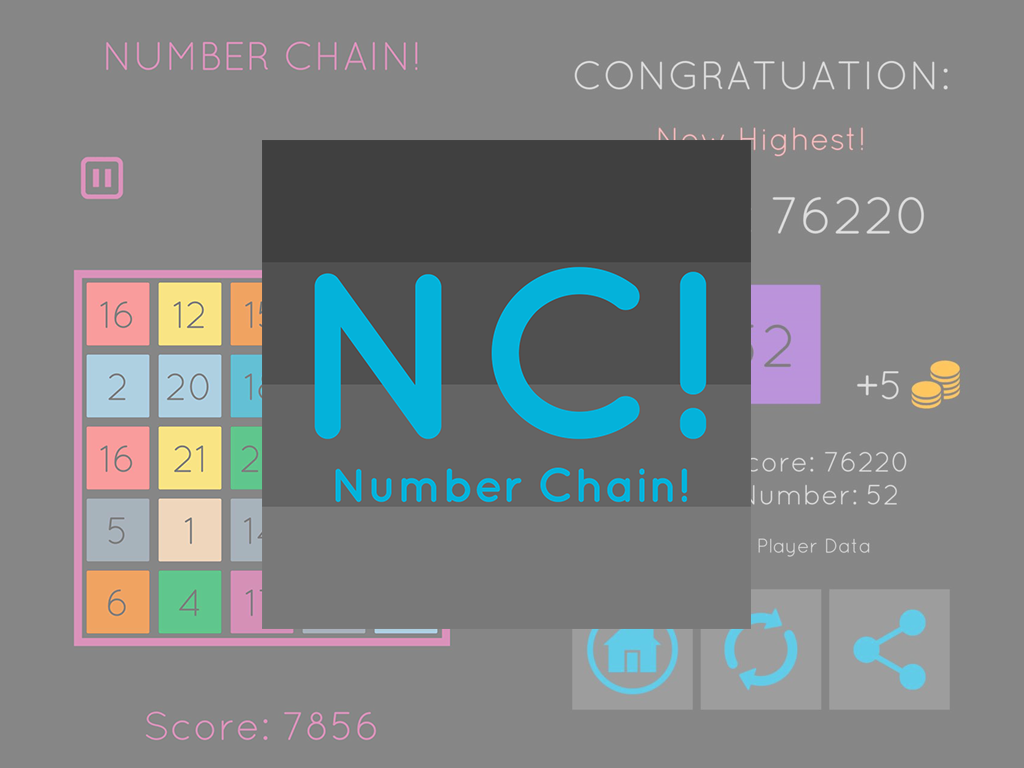 NUMBER CHAIN!
CONGRATUATION:
Highest!
76220
16 12
2 20
16 21
5 1
6 4
NC!
Number Chain!
+5
76220
52
Player Data
Score: 7856